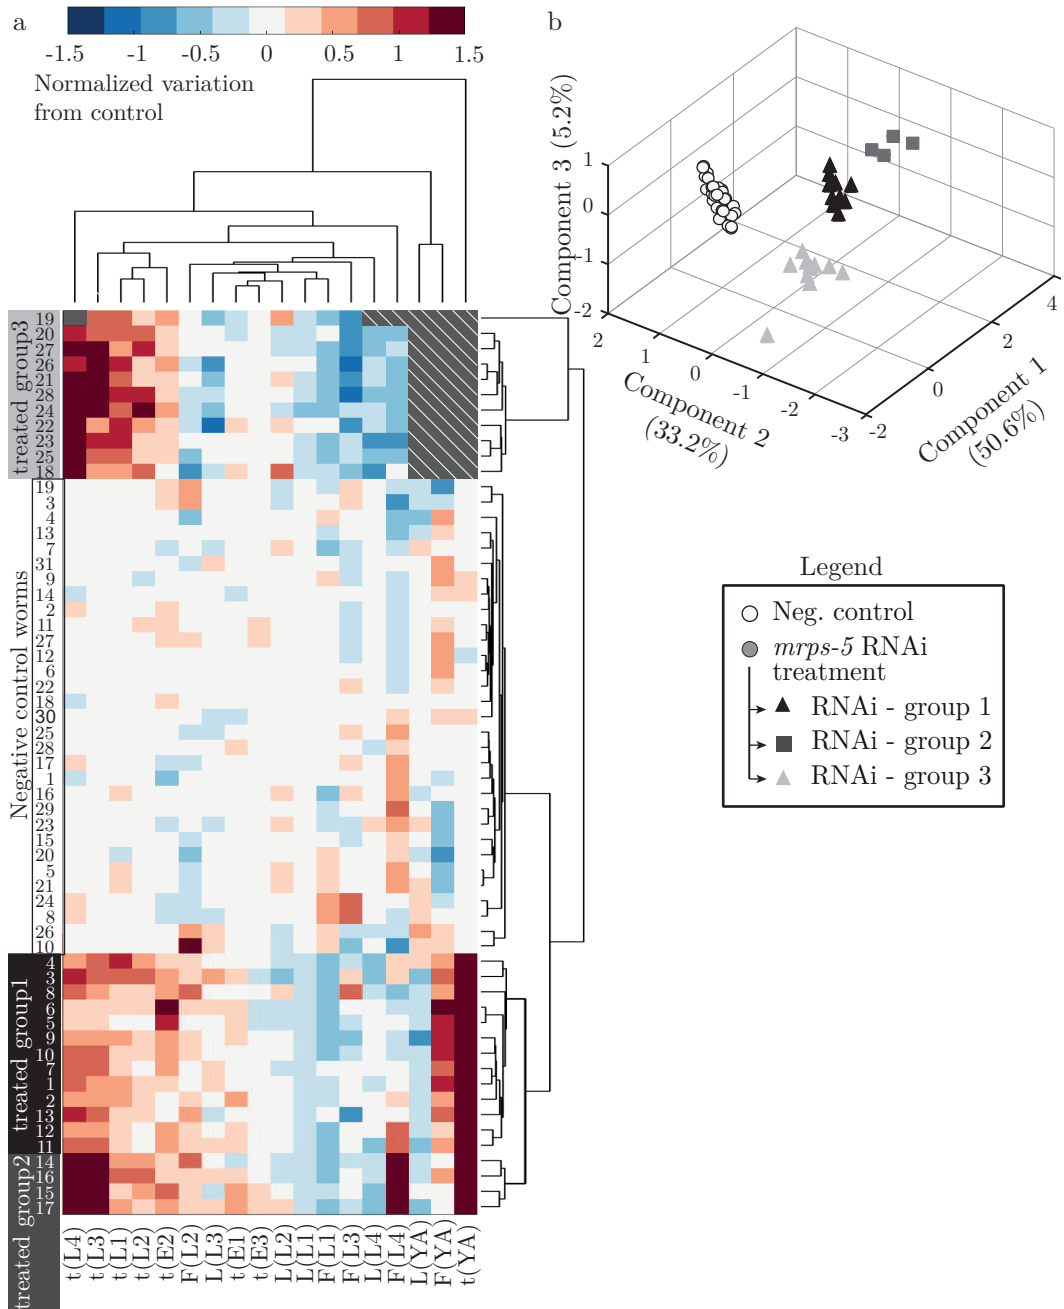 a
-1.5 -1 -0.5 0 0.5 1 1.5
Normalized variation
from control
treated group3
19
20
27
26
21
28
24
22
23
25
18
Negative control worms
19
3
4
13
7
31
9
14
2
11
27
12
6
22
18
30
25
28
17
1
16
29
23
15
20
5
21
24
8
26
10
treated group1
4
3
8
6
5
9
10
7
1
2
13
12
11
treated group2
14
16
15
17
t(L4)
t(L3)
t(L1)
t(L2)
t(E2)
F(L2)
L(L3)
t(E1)
t(E3)
L(L2)
L(L1)
F(L1)
F(L3)
L(L4)
F(L4)
L(YA)
F(YA)
t(YA)
b
Component 3 (5.2%)
1
0
-1
-2
2
1
0
-1
-2
-3
Component 2
(33.2%)
-2
0
2
4
Component 1
(50.6%)
Legend
Neg. control
mrps-5 RNAi
treatment
RNAi - group 1
RNAi - group 2
RNAi - group 3